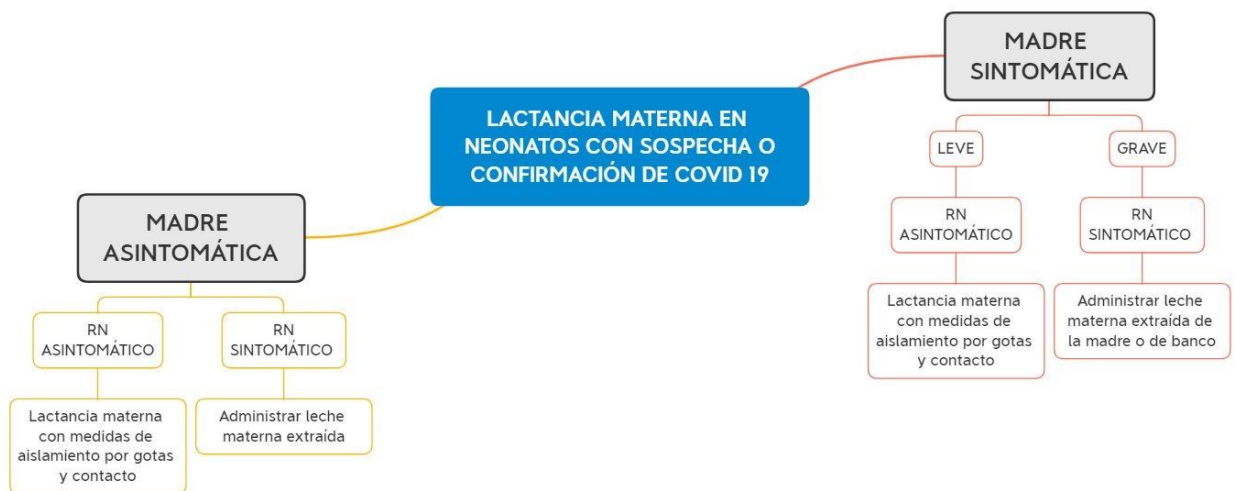 LACTANCIA MATERNA EN
NEONATOS CON SOSPECHA O
CONFIRMACIÓN DE COVID 19
MADRE
ASINTOMÁTICA
RN
ASINTOMÁTICO
Lactancia materna
con medidas de
aislamiento por gotas
y contacto
RN
SINTOMÁTICO
Administrar leche
materna extraída
MADRE
SINTOMÁTICA
LEVE
RN
ASINTOMÁTICO
Lactancia materna
con medidas de
aislamiento por gotas
y contacto
GRAVE
RN
SINTOMÁTICO
Administrar leche
materna extraída de
la madre o de banco